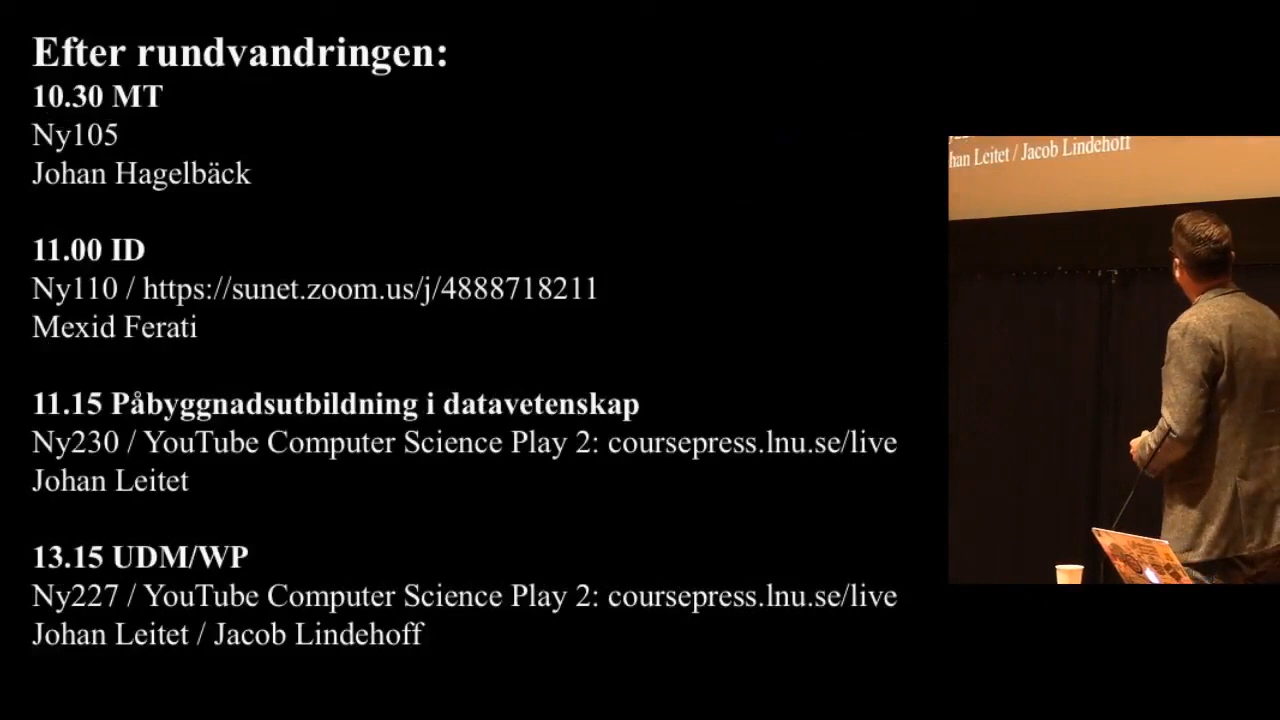 Efter rundvandringen:
10.30 MT
Ny105
Johan Hagelbäck
11.00 ID
Ny110 / https://sunet.zoom.us/j/4888718211
Mexid Ferati
11.15 Påbyggnadsutbildning i datavetenskap
Ny230 / YouTube Computer Science Play 2: coursepress.lnu.se/live
Johan Leitet
13.15 UDM/WP
Ny227 / YouTube Computer Science Play 2: coursepress.lnu.se/live
Johan Leitet / Jacob Lindehoff
han Leitet / Jacob Lindehoff